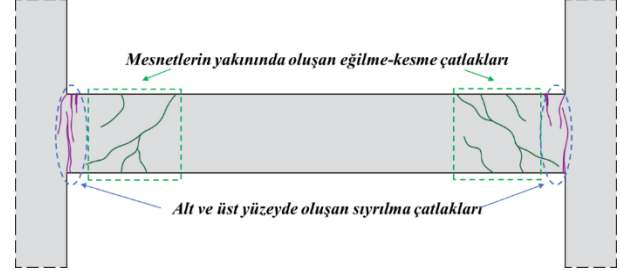 Mesnetlerin yakınında oluşan eğilme-kesme çatlakları
Alt ve üst yüzeyde oluşan sıyrılma çatlakları